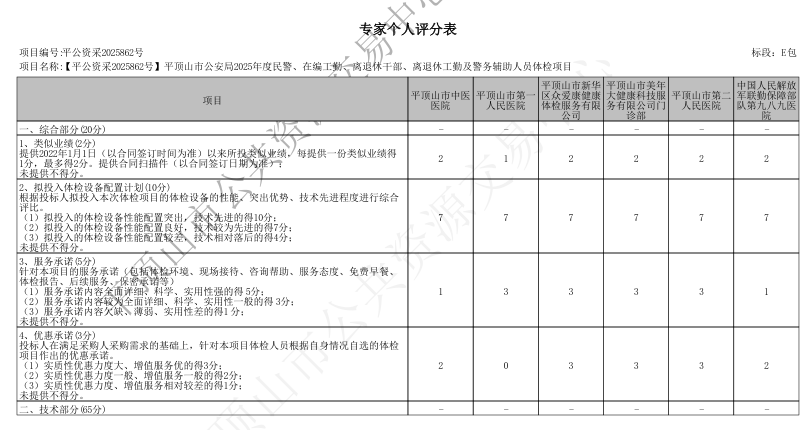 专家个人评分表
项目编号:平公资采2025862号
标段: E包
项目名称:【平公资采2025862号】平顶山市公安局2025年度民警、在编工勤、离退休干部、离退休工勤及警务辅助人员体检项目
项目
平顶山市中医
医院
平顶山市第一
人民医院
平顶山市新华
区众爱康健康
体检服务有限
公司
平顶山市美年
大健康科技服
务有限公司门
诊部
平顶山市第二
人民医院
中国人民解放
军联勤保障部
队第九八九医
院
一、综合部分(20分)
– – – – – –
1、类似业绩(2分)
提供2022年1月1日（以合同签订时间为准）以来所投类似业绩，每提供一份类似业绩得
1分，最多得2分。提供合同扫描件（以合同签订日期为准）；
未提供不得分。
2 1 2 2 2 2
2、拟投入体检设备配置计划(10分)
根据投标人拟投入本次体检项目的体检设备的性能、突出优势、技术先进程度进行综合
评比。
（1）拟投入的体检设备性能配置突出，技术先进的得10分；
（2）拟投入的体检设备性能配置良好，技术较为先进的得7分；
（3）拟投入的体检设备性能配置较差，技术相对落后的得4分；
未提供不得分。
7 7 7 7 7 7
3、服务承诺(5分)
针对本项目的服务承诺（包括体检环境、现场接待、咨询帮助、服务态度、免费早餐、
体检报告、后续服务、保密承诺等）
（1）服务承诺内容全面详细、科学、实用性强的得 5分；
（2）服务承诺内容较为全面详细、科学、实用性一般的得 3分；
（3）服务承诺内容欠缺、薄弱、实用性差的得1 分；
未提供不得分。
1 3 3 3 3 1
4、优惠承诺(3分)
投标人在满足采购人采购需求的基础上，针对本项目体检人员根据自身情况自选的体检
项目作出的优惠承诺。
（1）实质性优惠力度大、增值服务优的得3分；
（2）实质性优惠力度一般、增值服务一般的得2分；
（3）实质性优惠力度、增值服务相对较差的得1分；
未提供不得分。
2 0 3 3 3 2
二、技术部分(65分)
– – – – – –
平顶山市公共资源交易中心
平顶山市公共资源交易中心